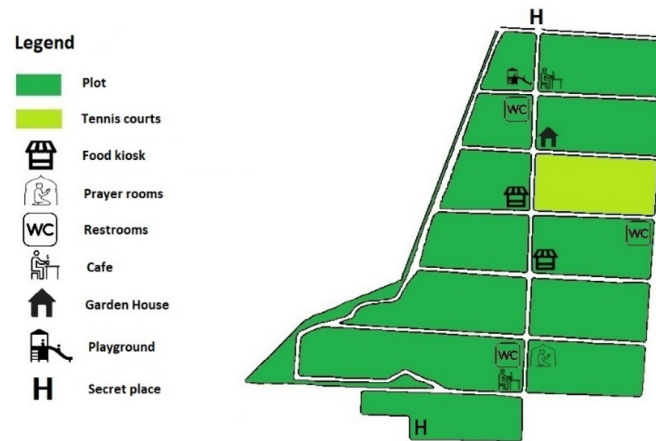 H
Legend
Plot
Tennis courts
Food kiosk
Prayer rooms
WC Restrooms
Cafe
Garden House
Playground
H Secret place
WC
WC
WC
H